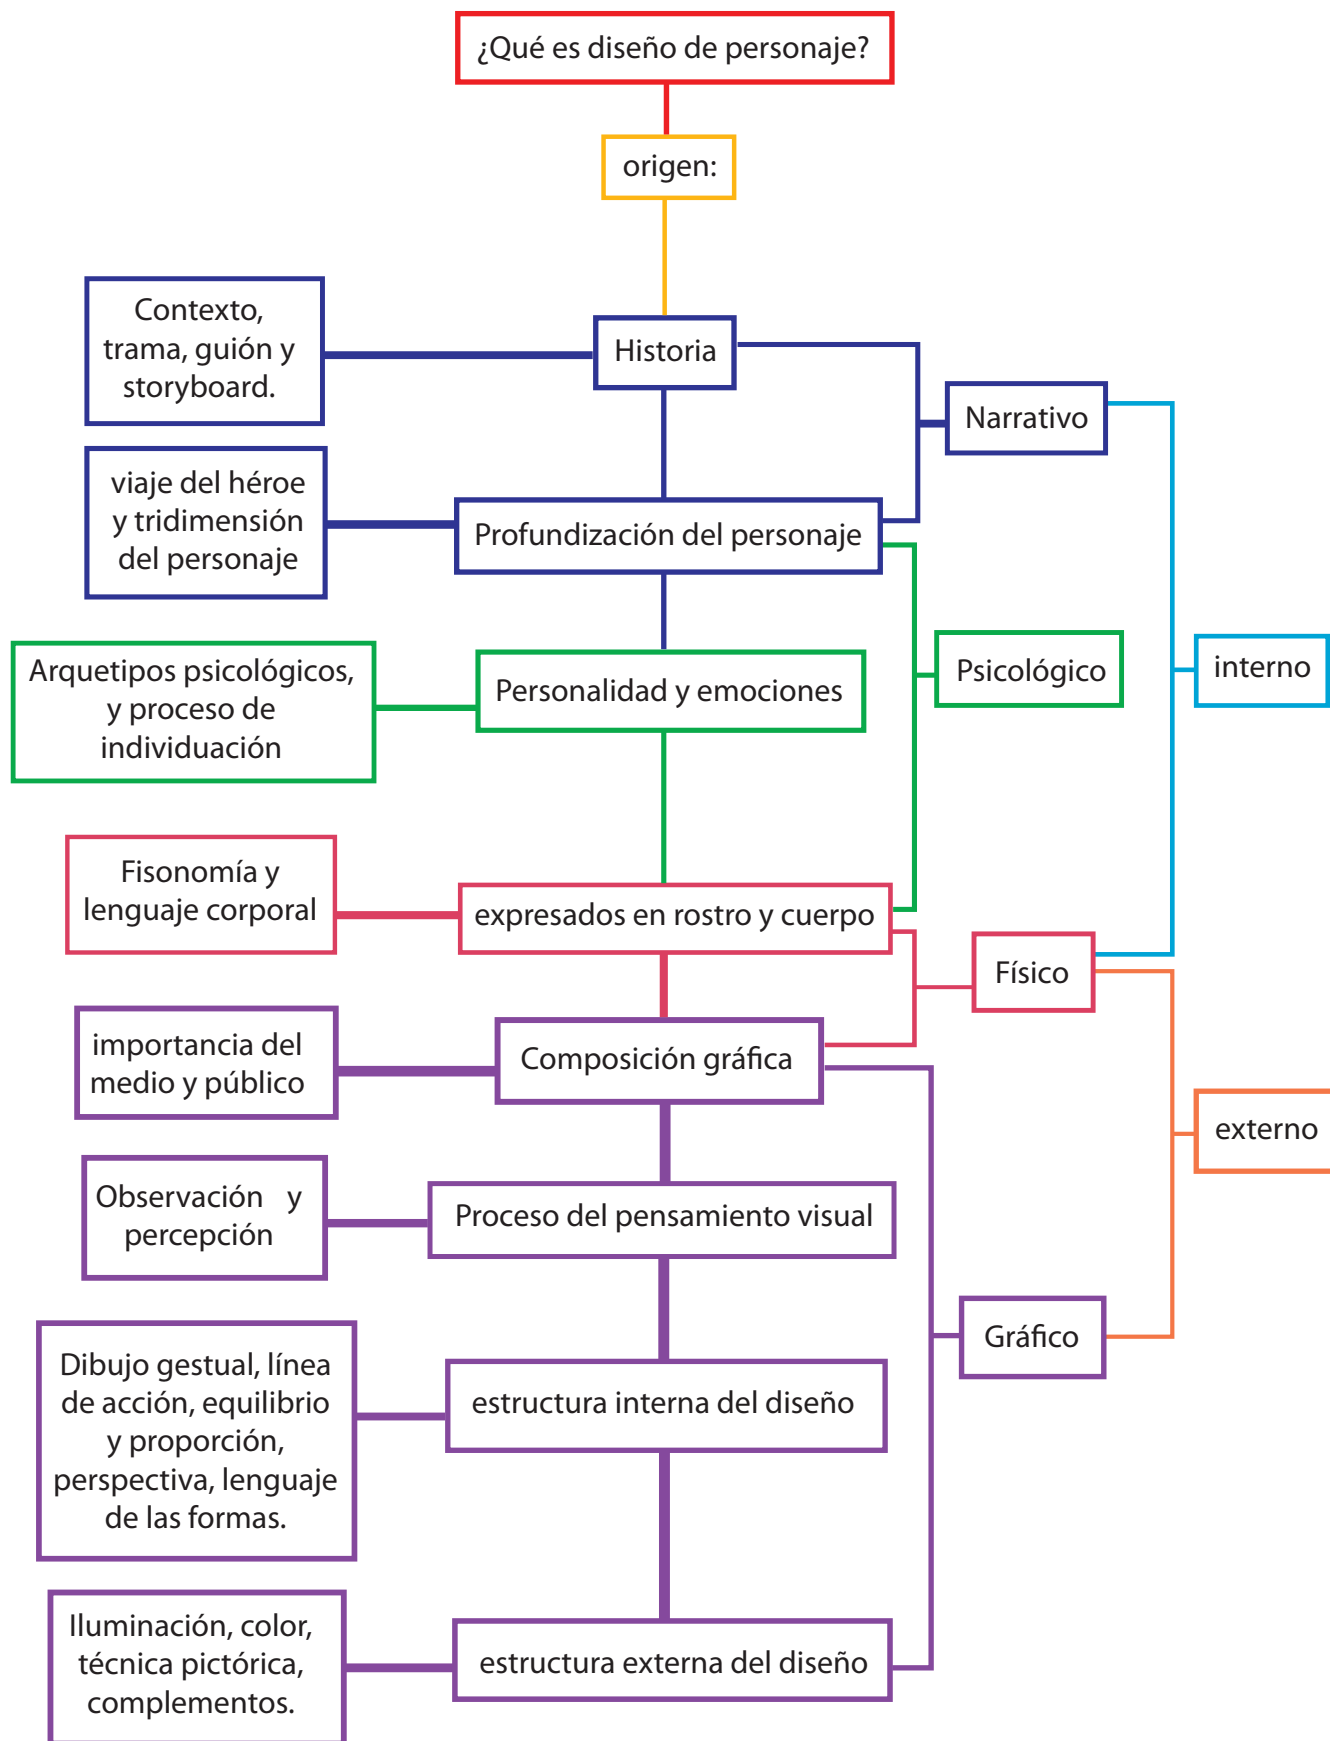 ¿Qué es diseño de personaje?
origen:
Contexto,
trama, guión y
storyboard.
Historia
Narrativo
viaje del héroe
y tridimensión
del personaje
Profundización del personaje
Arquetipos psicológicos,
y proceso de
individuación
Personalidad y emociones
Psicológico
interno
Fisonomía y
lenguaje corporal
expresados en rostro y cuerpo
Físico
importancia del
medio y público
Composición gráfica
externo
Observación y
percepción
Proceso del pensamiento visual
Gráfico
Dibujo gestual, línea
de acción, equilibrio
y proporción,
perspectiva, lenguaje
de las formas.
estructura interna del diseño
Iluminación, color,
técnica pictórica,
complementos.
estructura externa del diseño